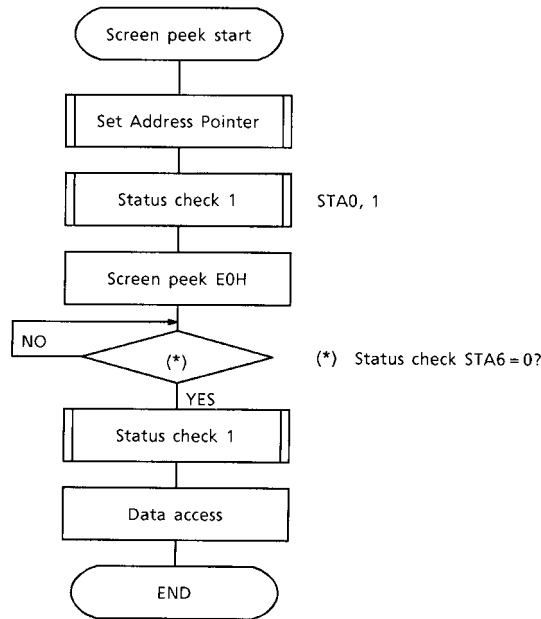 Screen peek start
Set Address Pointer
Status check 1
STA0, 1
Screen peek E0H
NO
(*)
(*) Status check STA6=0?
YES
Status check 1
Data access
END